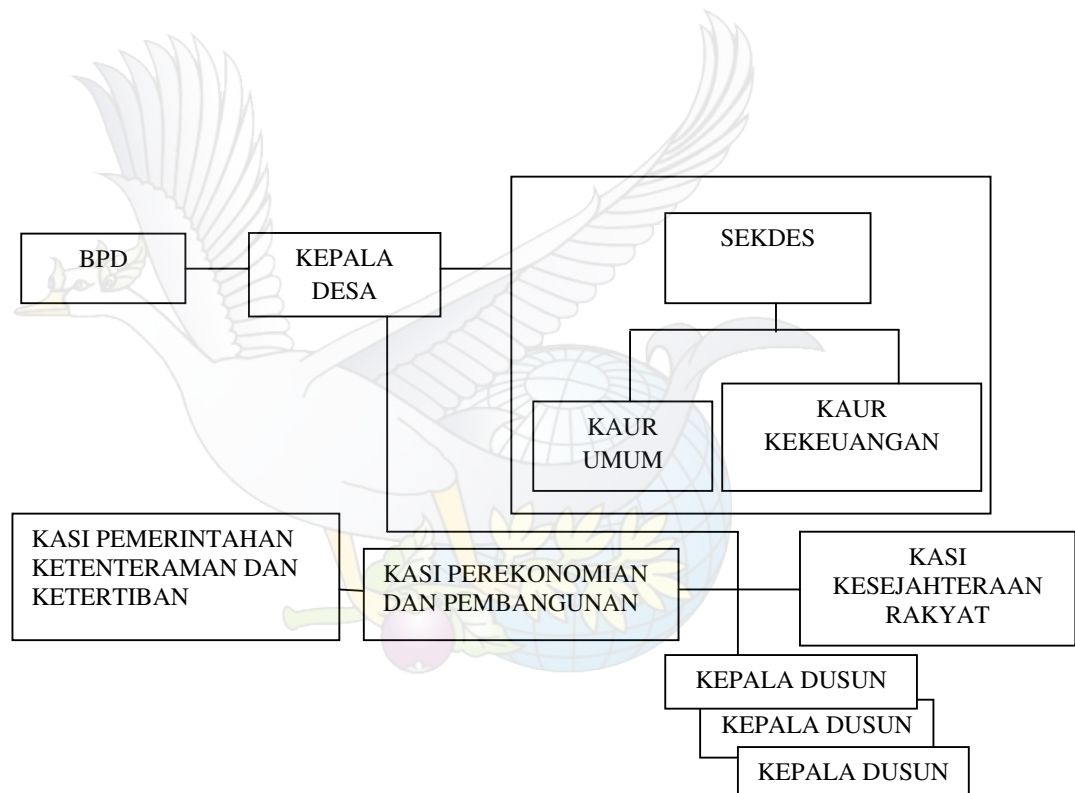 BPD
KEPALA
DESA
SEKDES
KAUR
UMUM
KAUR
KEKEUANGAN
KASI PEMERINTAHAN
KETENTERAMAN DAN
KETERTIBAN
KASI PEREKONOMIAN
DAN PEMBANGUNAN
KASI
KESEJAHTERAAN
RAKYAT
KEPALA DUSUN
KEPALA DUSUN
KEPALA DUSUN